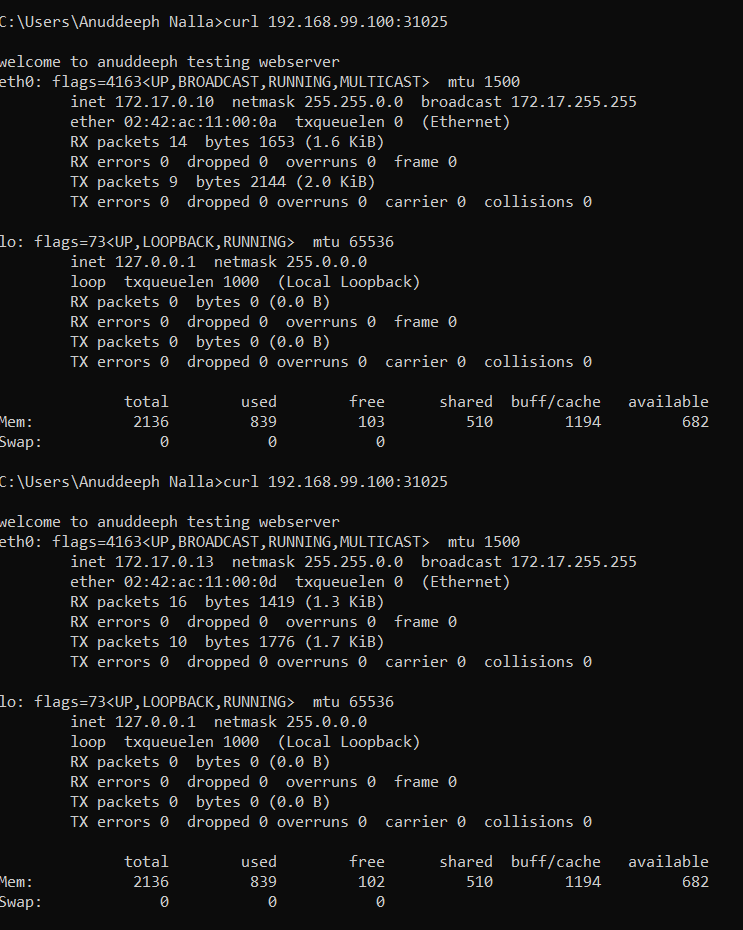 C:\Users\Anuddeeph Nalla>curl 192.168.99.100:31025
welcome to anuddeeph testing webserver
eth0: flags=4163<UP,BROADCAST,RUNNING,MULTICAST>  mtu 1500
        inet 172.17.0.10  netmask 255.255.0.0  broadcast 172.17.255.255
        ether 02:42:ac:11:00:0a  txqueuelen 0  (Ethernet)
        RX packets 14  bytes 1653 (1.6 KiB)
        RX errors 0  dropped 0  overruns 0  frame 0
        TX packets 9  bytes 2144 (2.0 KiB)
        TX errors 0  dropped 0 overruns 0  carrier 0  collisions 0
lo: flags=73<UP,LOOPBACK,RUNNING>  mtu 65536
        inet 127.0.0.1  netmask 255.0.0.0
        loop  txqueuelen 1000  (Local Loopback)
        RX packets 0  bytes 0 (0.0 B)
        RX errors 0  dropped 0  overruns 0  frame 0
        TX packets 0  bytes 0 (0.0 B)
        TX errors 0  dropped 0 overruns 0  carrier 0  collisions 0
              total        used        free      shared  buff/cache   available
Mem:           2136         839         103         510        1194         682
Swap:             0           0           0
C:\Users\Anuddeeph Nalla>curl 192.168.99.100:31025
welcome to anuddeeph testing webserver
eth0: flags=4163<UP,BROADCAST,RUNNING,MULTICAST>  mtu 1500
        inet 172.17.0.13  netmask 255.255.0.0  broadcast 172.17.255.255
        ether 02:42:ac:11:00:0d  txqueuelen 0  (Ethernet)
        RX packets 16  bytes 1419 (1.3 KiB)
        RX errors 0  dropped 0  overruns 0  frame 0
        TX packets 10  bytes 1776 (1.7 KiB)
        TX errors 0  dropped 0 overruns 0  carrier 0  collisions 0
lo: flags=73<UP,LOOPBACK,RUNNING>  mtu 65536
        inet 127.0.0.1  netmask 255.0.0.0
        loop  txqueuelen 1000  (Local Loopback)
        RX packets 0  bytes 0 (0.0 B)
        RX errors 0  dropped 0  overruns 0  frame 0
        TX packets 0  bytes 0 (0.0 B)
        TX errors 0  dropped 0 overruns 0  carrier 0  collisions 0
              total        used        free      shared  buff/cache   available
Mem:           2136         839         102         510        1194         682
Swap:             0           0           0